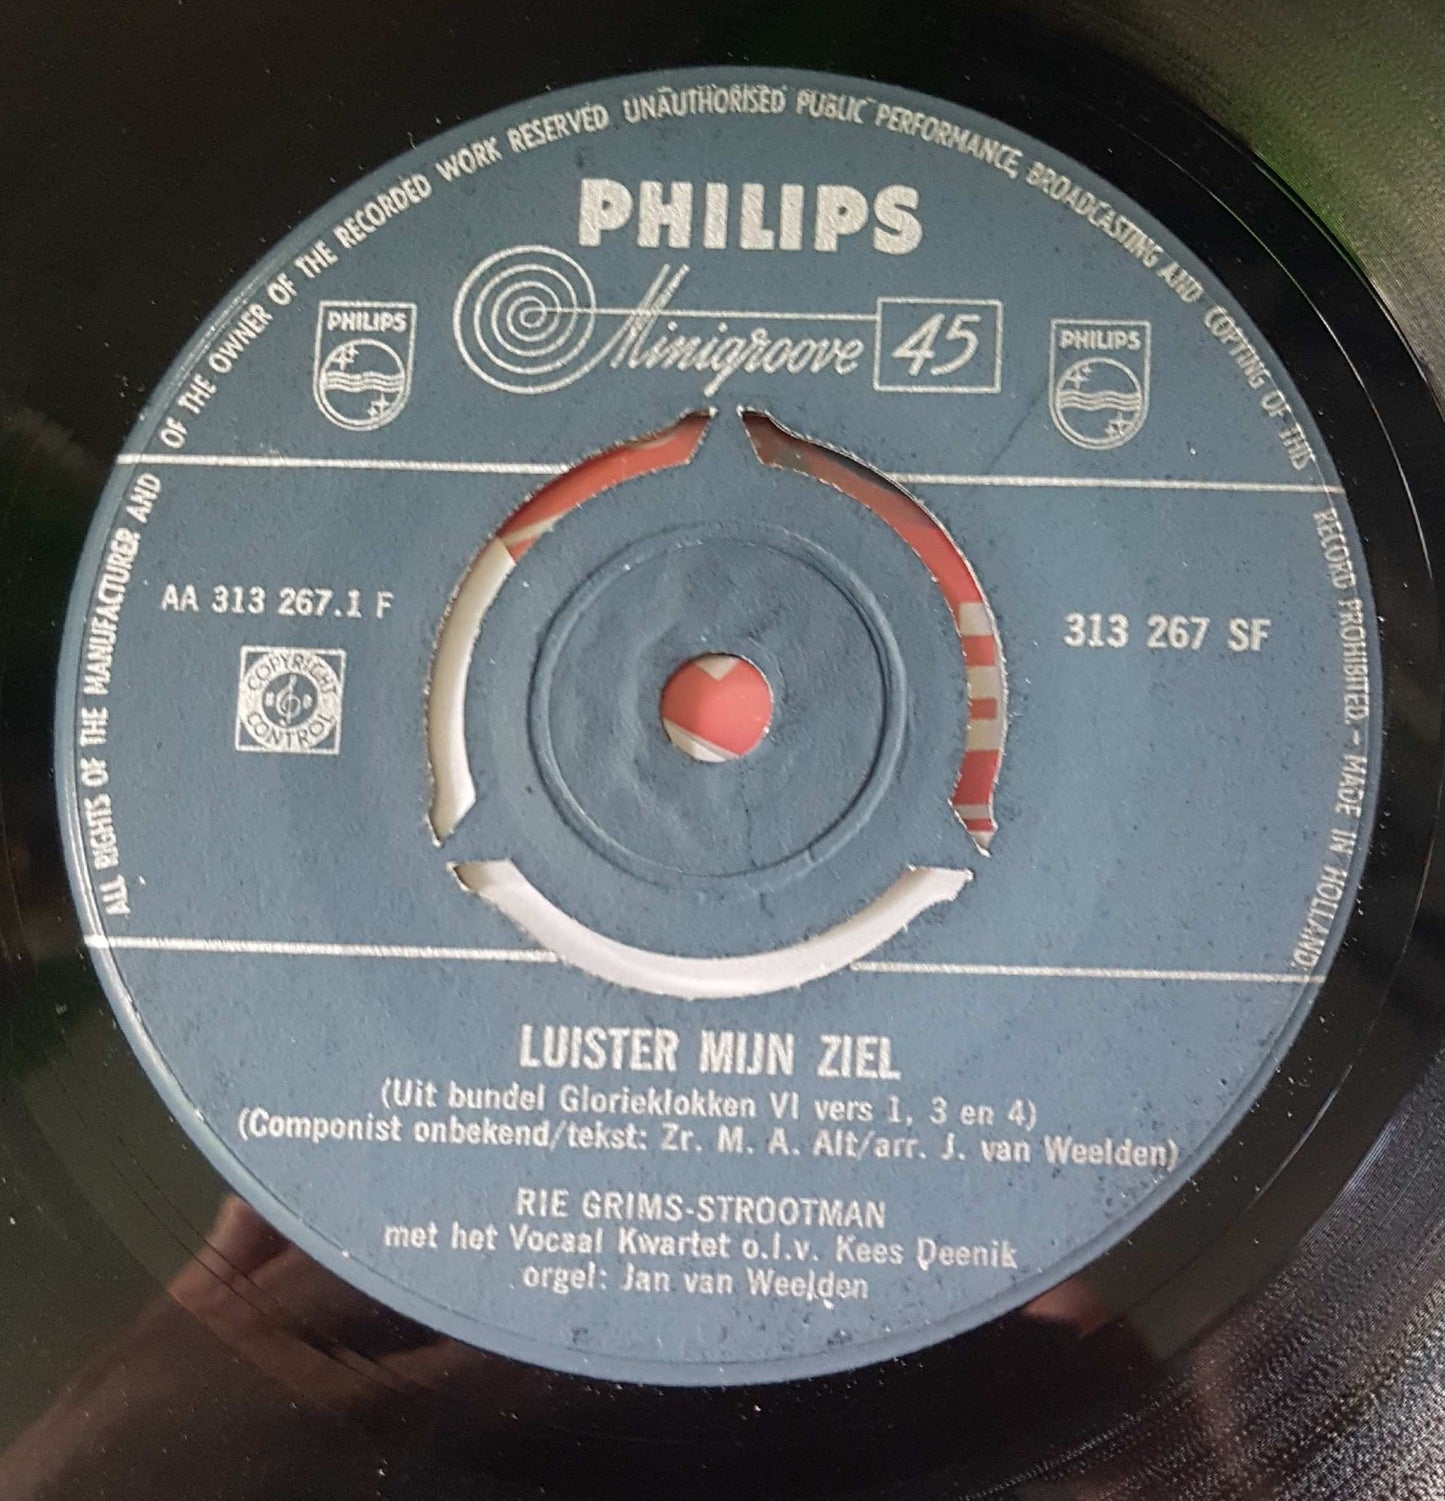 ALL RIGHTS OF THE MANUFACTURER AND OF THE OWNER OF THE RECORDED WORK RESERVED UNAUTHORISED PUBLIC PERFORMANCE, BROADCASTING AND COPYING OF THIS RECORD PROHIBITED - MADE IN HOLLAND.
PHILIPS
Minigroove 45
PHILIPS
PHILIPS
AA 313 267.1 F
313 267 SF
COPYRIGHT
CONTROL
LUISTER MIJN ZIEL
(Uit bundel Glorieklokken VI vers 1, 3 en 4)
(Componist onbekend/tekst: Zr. M. A. Alt/arr. J. van Weelden)
RIE GRIMS-STROOTMAN
met het Vocaal Kwartet o.l.v. Kees Deenik
orgel: Jan van Weelden